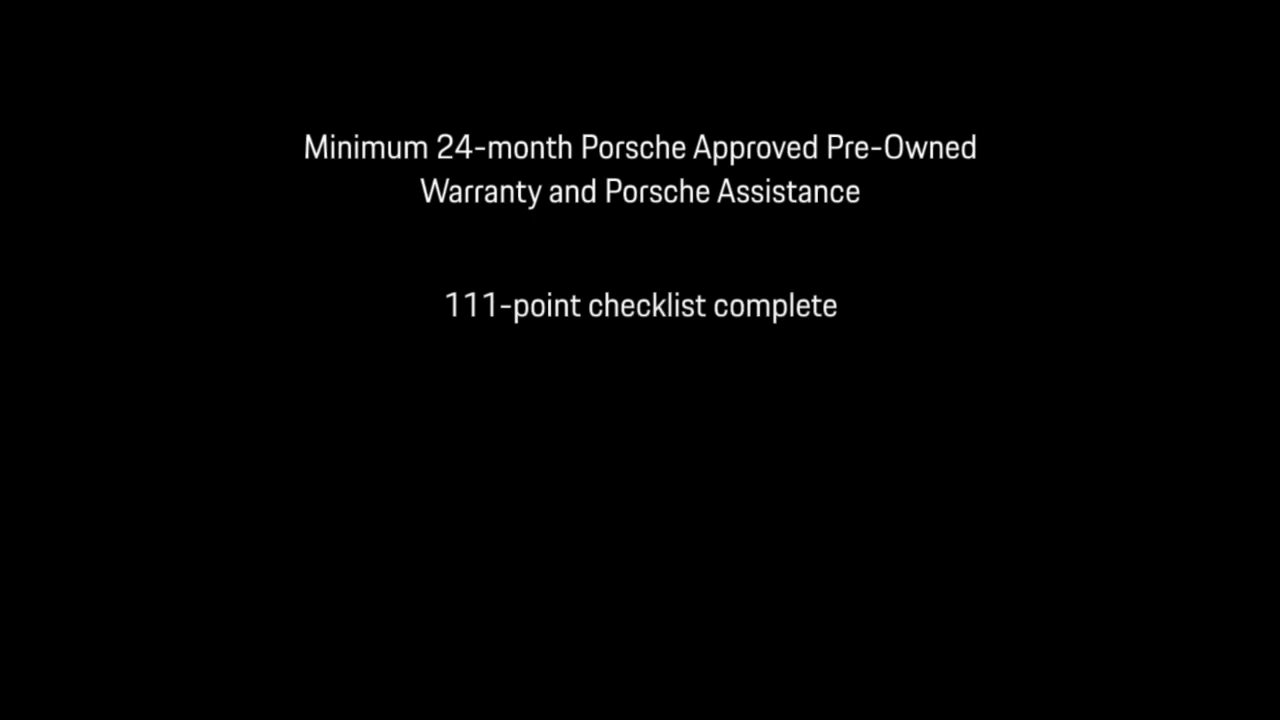 Minimum 24-month Porsche Approved Pre-Owned
Warranty and Porsche Assistance
111-point checklist complete